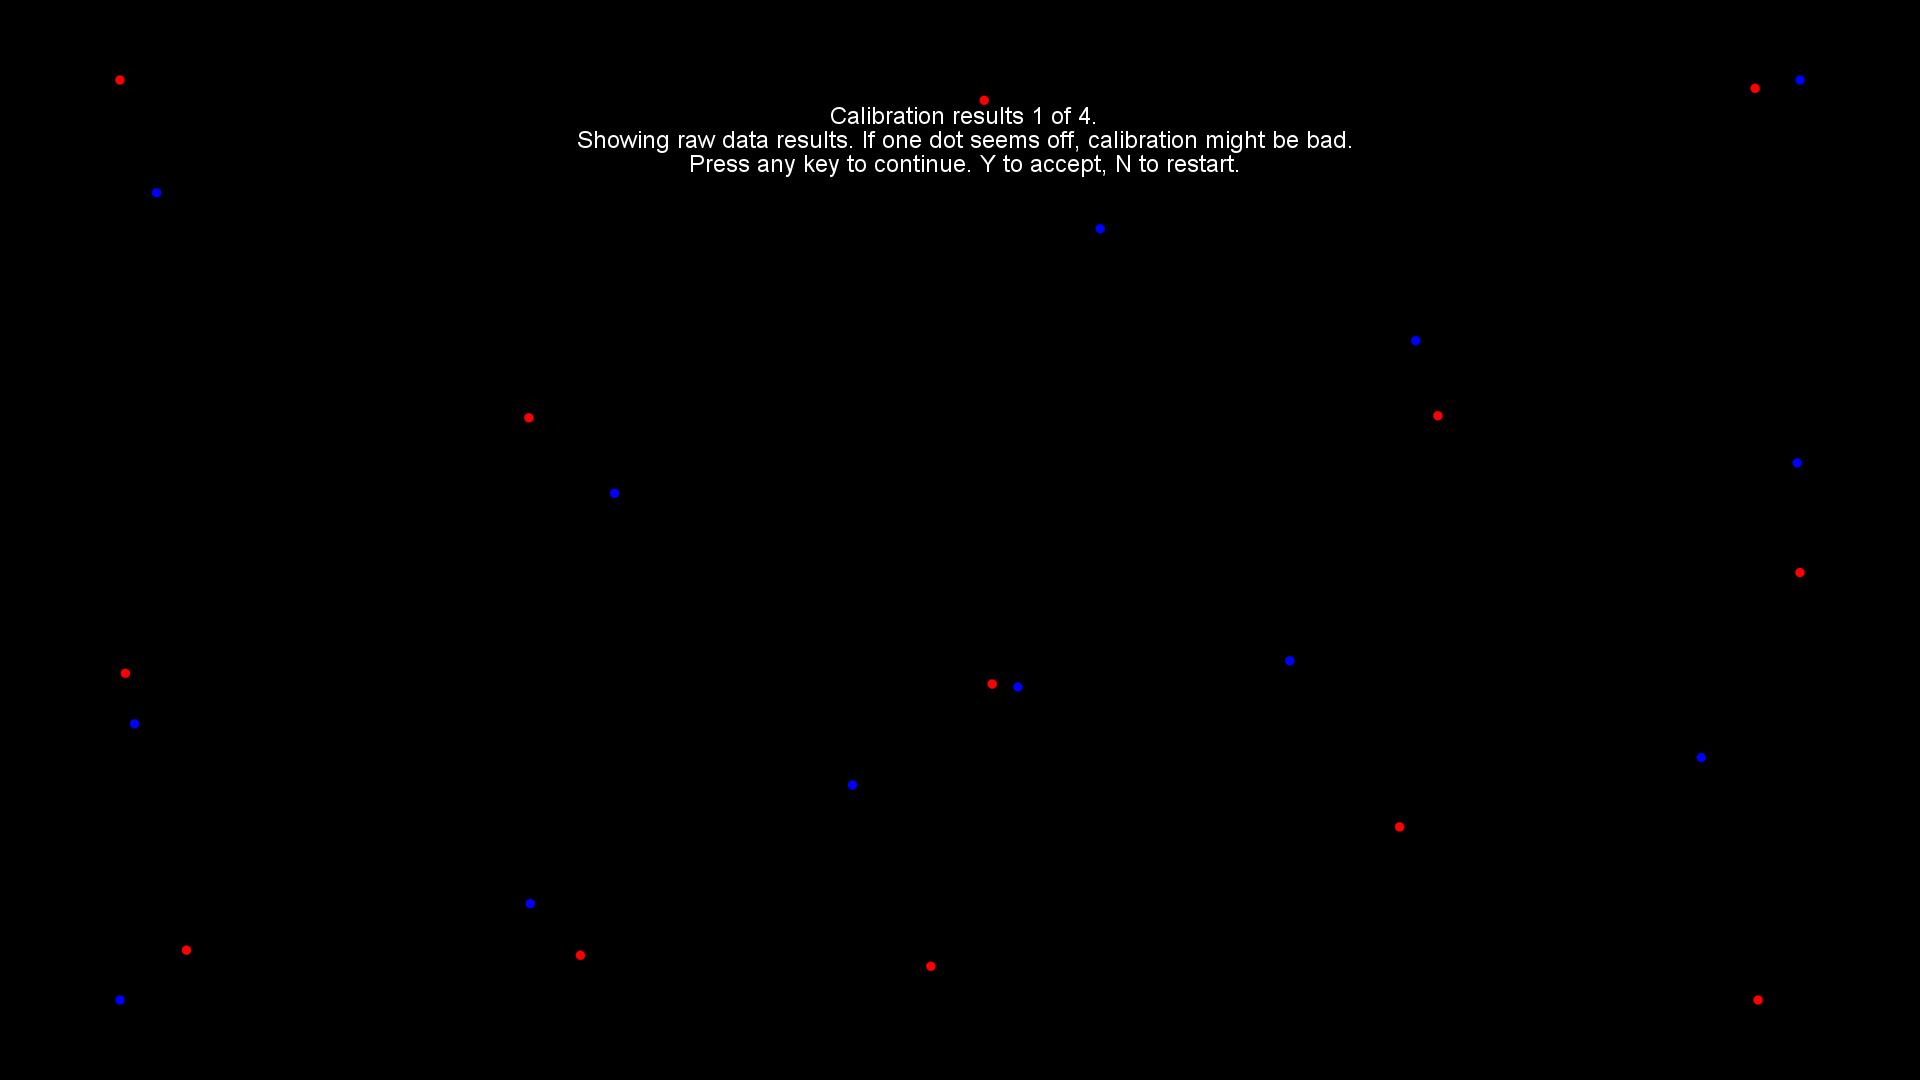 Calibration results 1 of 4.
Showing raw data results. If one dot seems off, calibration might be bad.
Press any key to continue. Y to accept, N to restart.